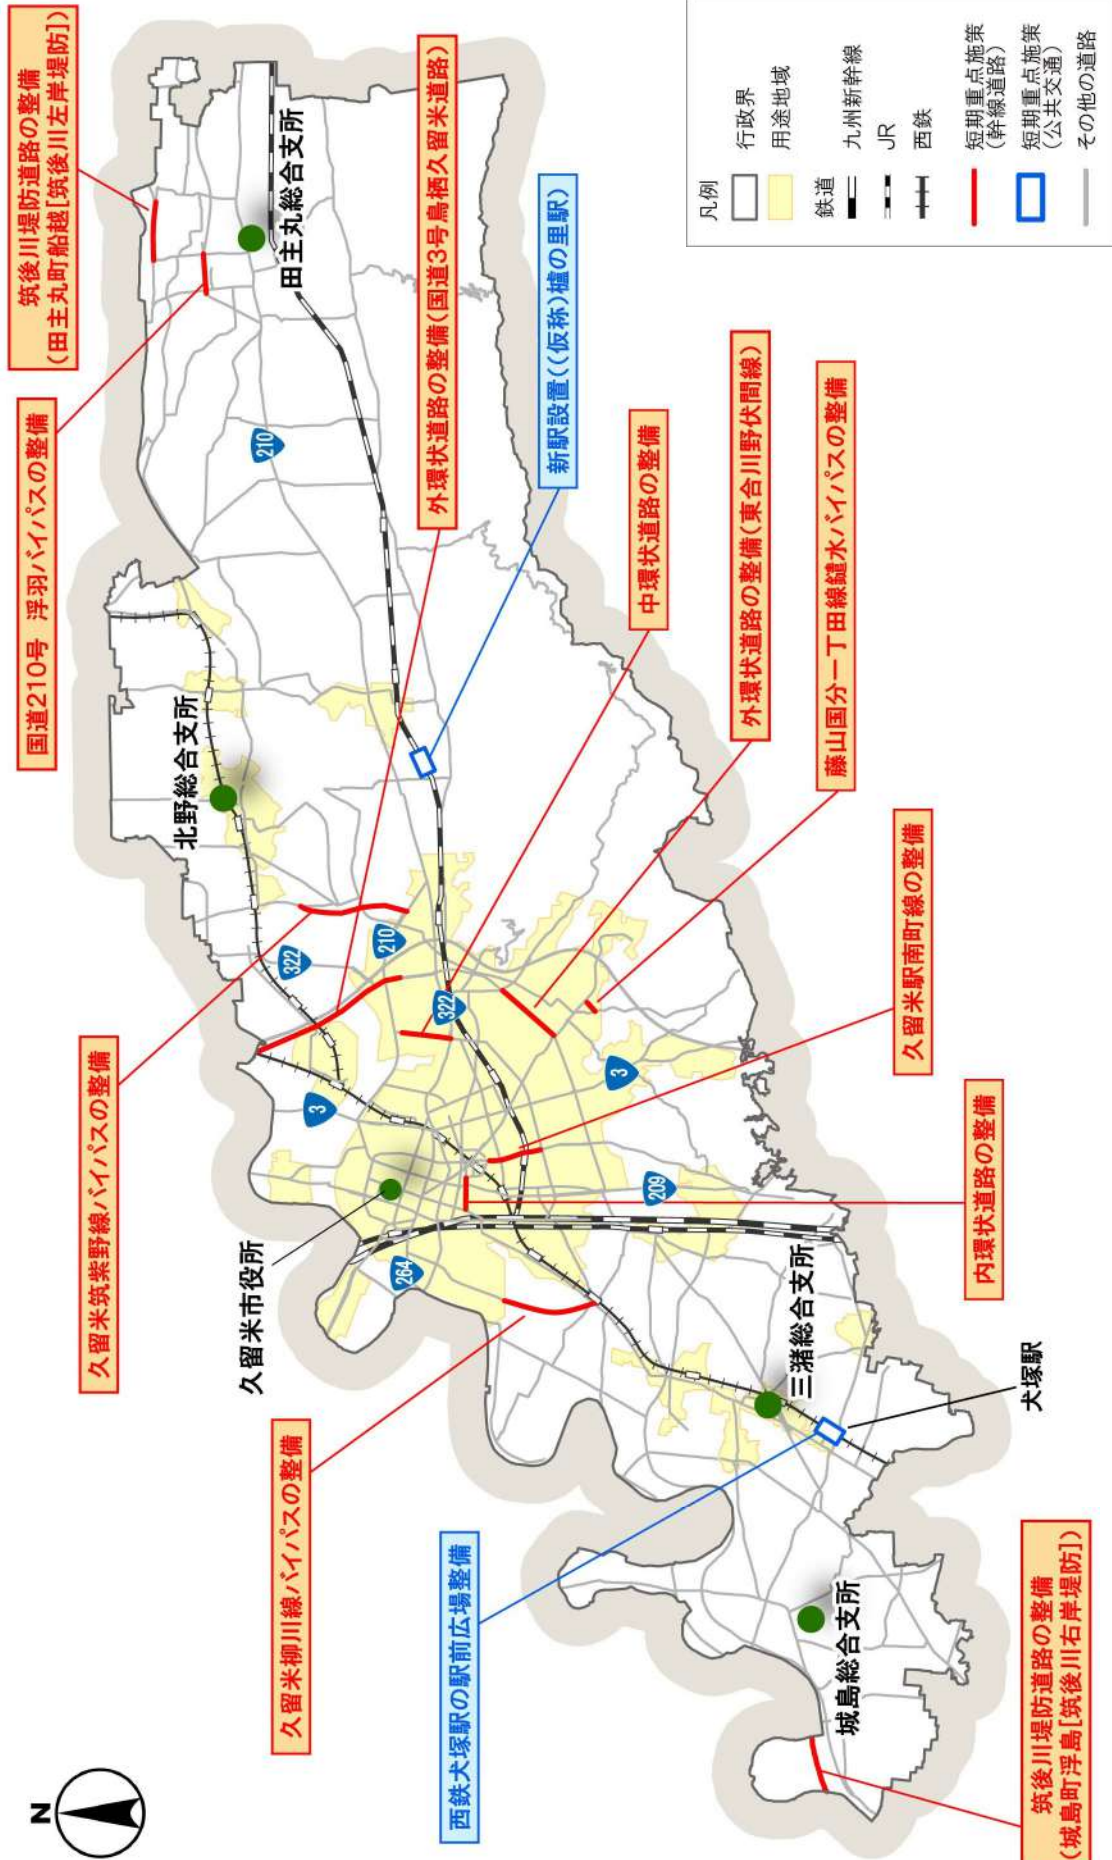 N
筑後川堤防道路の整備
(田主丸町船越[筑後川左岸堤防])
国道210号 浮羽バイパスの整備
久留米筑紫野線バイパスの整備
久留米柳川線バイパスの整備
西鉄犬塚駅の駅前広場整備
外環状道路の整備(国道3号鳥栖久留米道路)
新駅設置((仮称)櫨の里駅)
中環状道路の整備
外環状道路の整備(東合川野伏間線)
藤山国分一丁田線鑓水バイパスの整備
久留米駅南町線の整備
内環状道路の整備
筑後川堤防道路の整備
(城島町浮島[筑後川右岸堤防])
田主丸総合支所
北野総合支所
久留米市役所
三潴総合支所
城島総合支所
犬塚駅
210
322
210
322
3
3
209
264
凡例
行政界
用途地域
鉄道
九州新幹線
JR
西鉄
短期重点施策
(幹線道路)
短期重点施策
(公共交通)
その他の道路